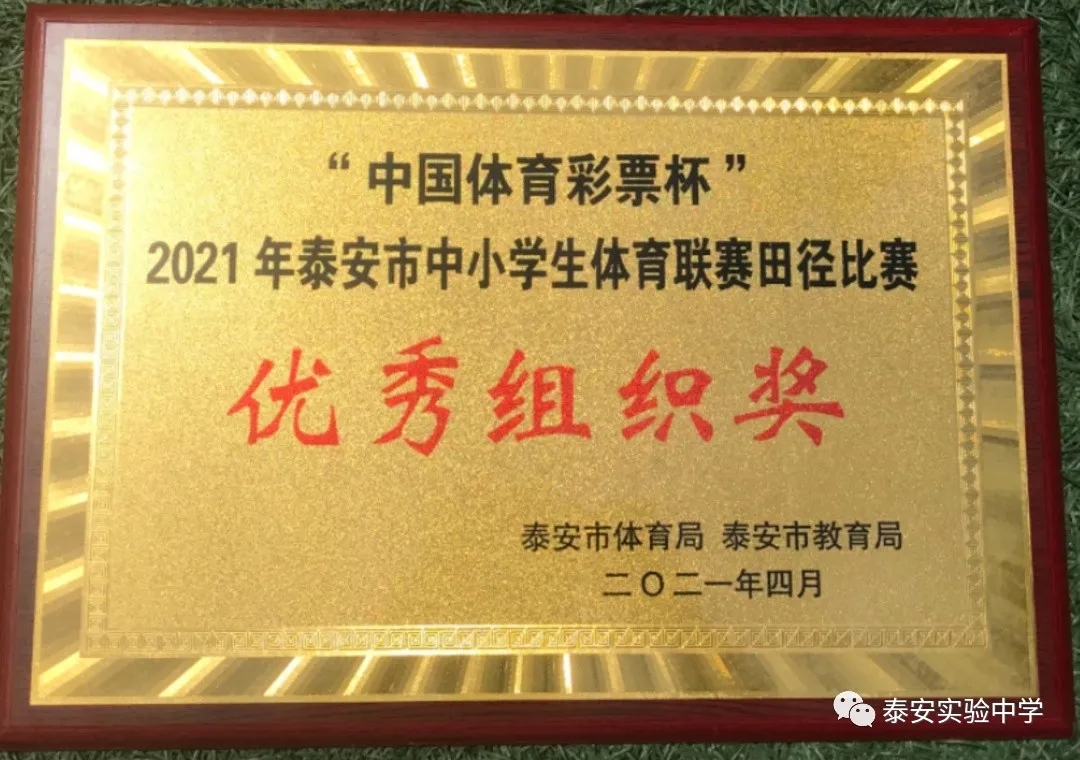 “中国体育彩票杯”
2021年泰安市中小学生体育联赛田径比赛
优秀组织奖
泰安市体育局 泰安市教育局
二〇二一年四月
泰安实验中学